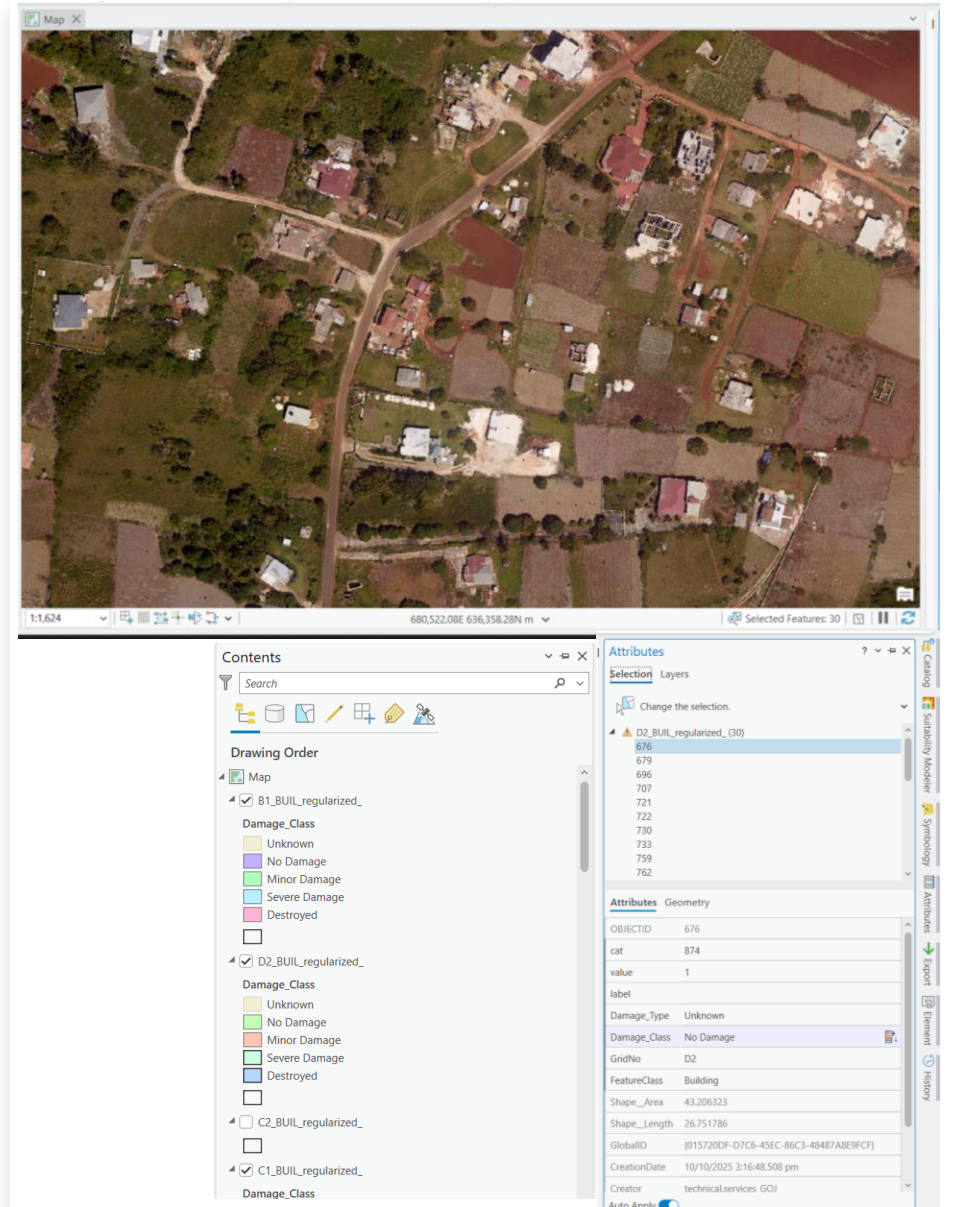 Map
1:1,624
680,522.08E 636,358.28N m
Selected Features: 30
Contents
Search
Drawing Order
Map
B1_BUIL_regularized_
Damage_Class
Unknown
No Damage
Minor Damage
Severe Damage
Destroyed
D2_BUIL_regularized_
Damage_Class
Unknown
No Damage
Minor Damage
Severe Damage
Destroyed
C2_BUIL_regularized_
C1_BUIL_regularized_
Damage_Class
Attributes
?
Selection Layers
Change the selection.
D2_BUIL_regularized_ (30)
676
679
696
707
721
722
730
733
759
762
Attributes Geometry
OBJECTID 676
cat 874
value 1
label
Damage_Type Unknown
Damage_Class No Damage
GridNo D2
FeatureClass Building
Shape__Area 43.206323
Shape__Length 26.751786
GlobalID {015720DF-D7C6-45EC-86C3-48487A8E9FCF}
CreationDate 10/10/2025 3:16:48.508 pm
Creator technical.services_GOJ
Auto Apply
Catalog
Suitability Modeler
Symbology
Attributes
Export
Element
History